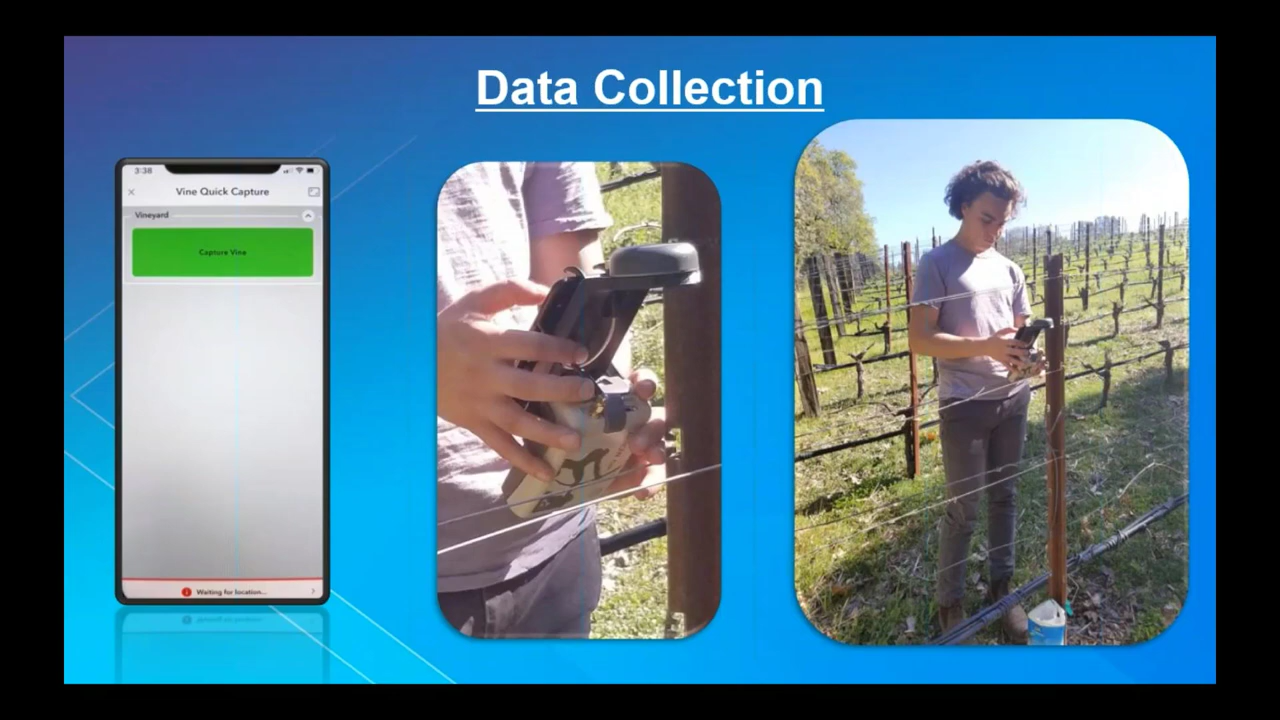 Data Collection
3:38
Vine Quick Capture
Vineyard
Capture Vine
Waiting for location...